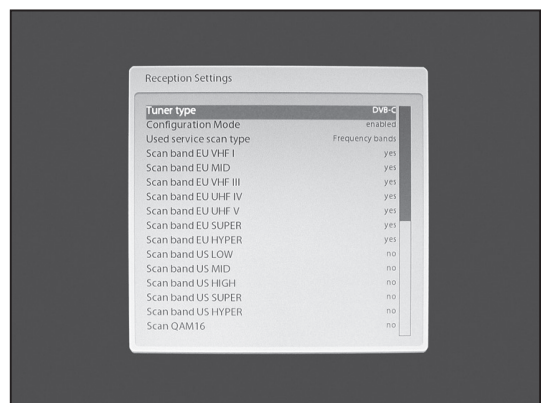 Reception Settings
Tuner type DVB-C
Configuration Mode enabled
Used service scan type Frequency bands
Scan band EU VHF I yes
Scan band EU MID yes
Scan band EU VHF III yes
Scan band EU UHF IV yes
Scan band EU UHF V yes
Scan band EU SUPER yes
Scan band EU HYPER yes
Scan band US LOW no
Scan band US MID no
Scan band US HIGH no
Scan band US SUPER no
Scan band US HYPER no
Scan QAM16 no